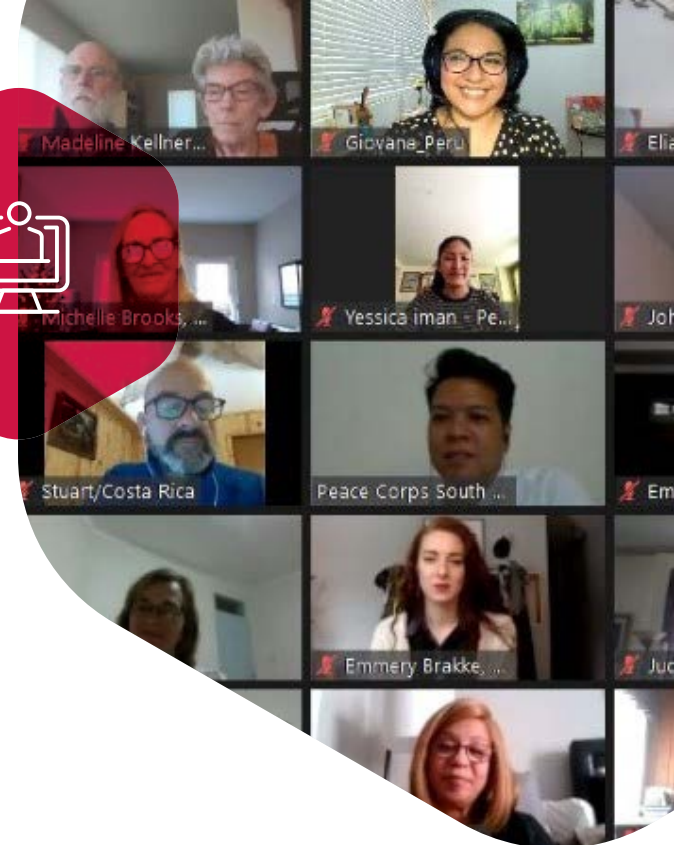 Madeline Kellner...
Giovana_Peru
Elia
Michelle Brooks, ...
Yessica iman - Pe...
Joh
Stuart/Costa Rica
Peace Corps South ...
Em
Emmery Brakke, ...
Jud